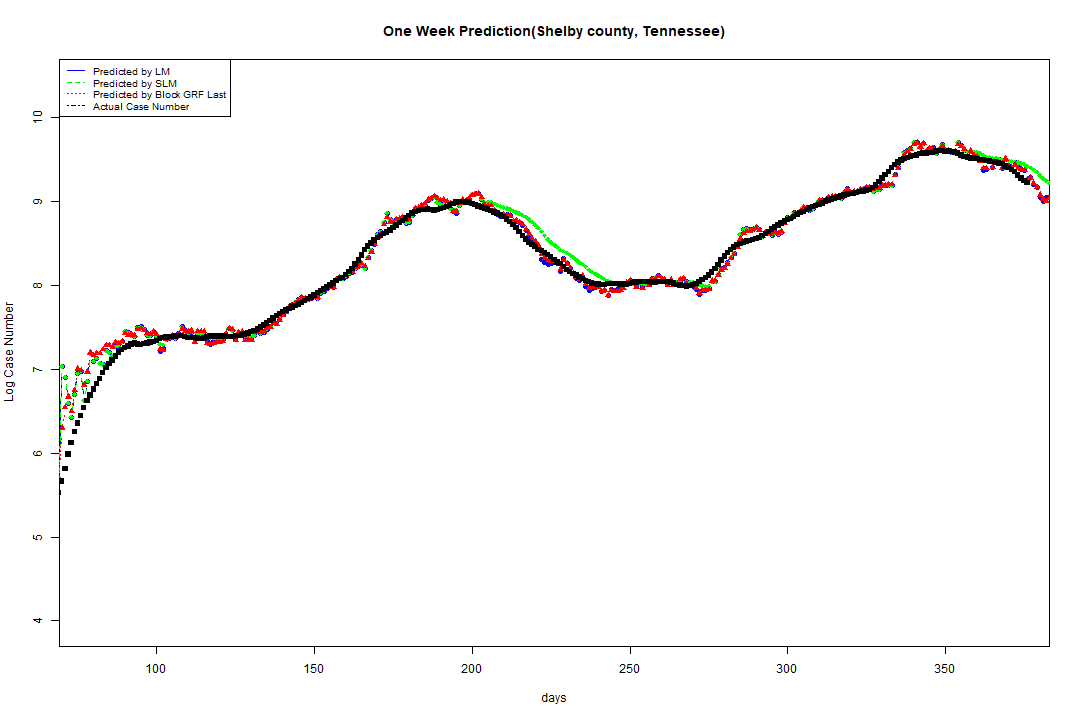 One Week Prediction(Shelby county, Tennessee)
Predicted by LM
Predicted by SLM
Predicted by Block GRF Last
Actual Case Number
10
9
8
7
6
5
4
Log Case Number
100 150 200 250 300 350
days